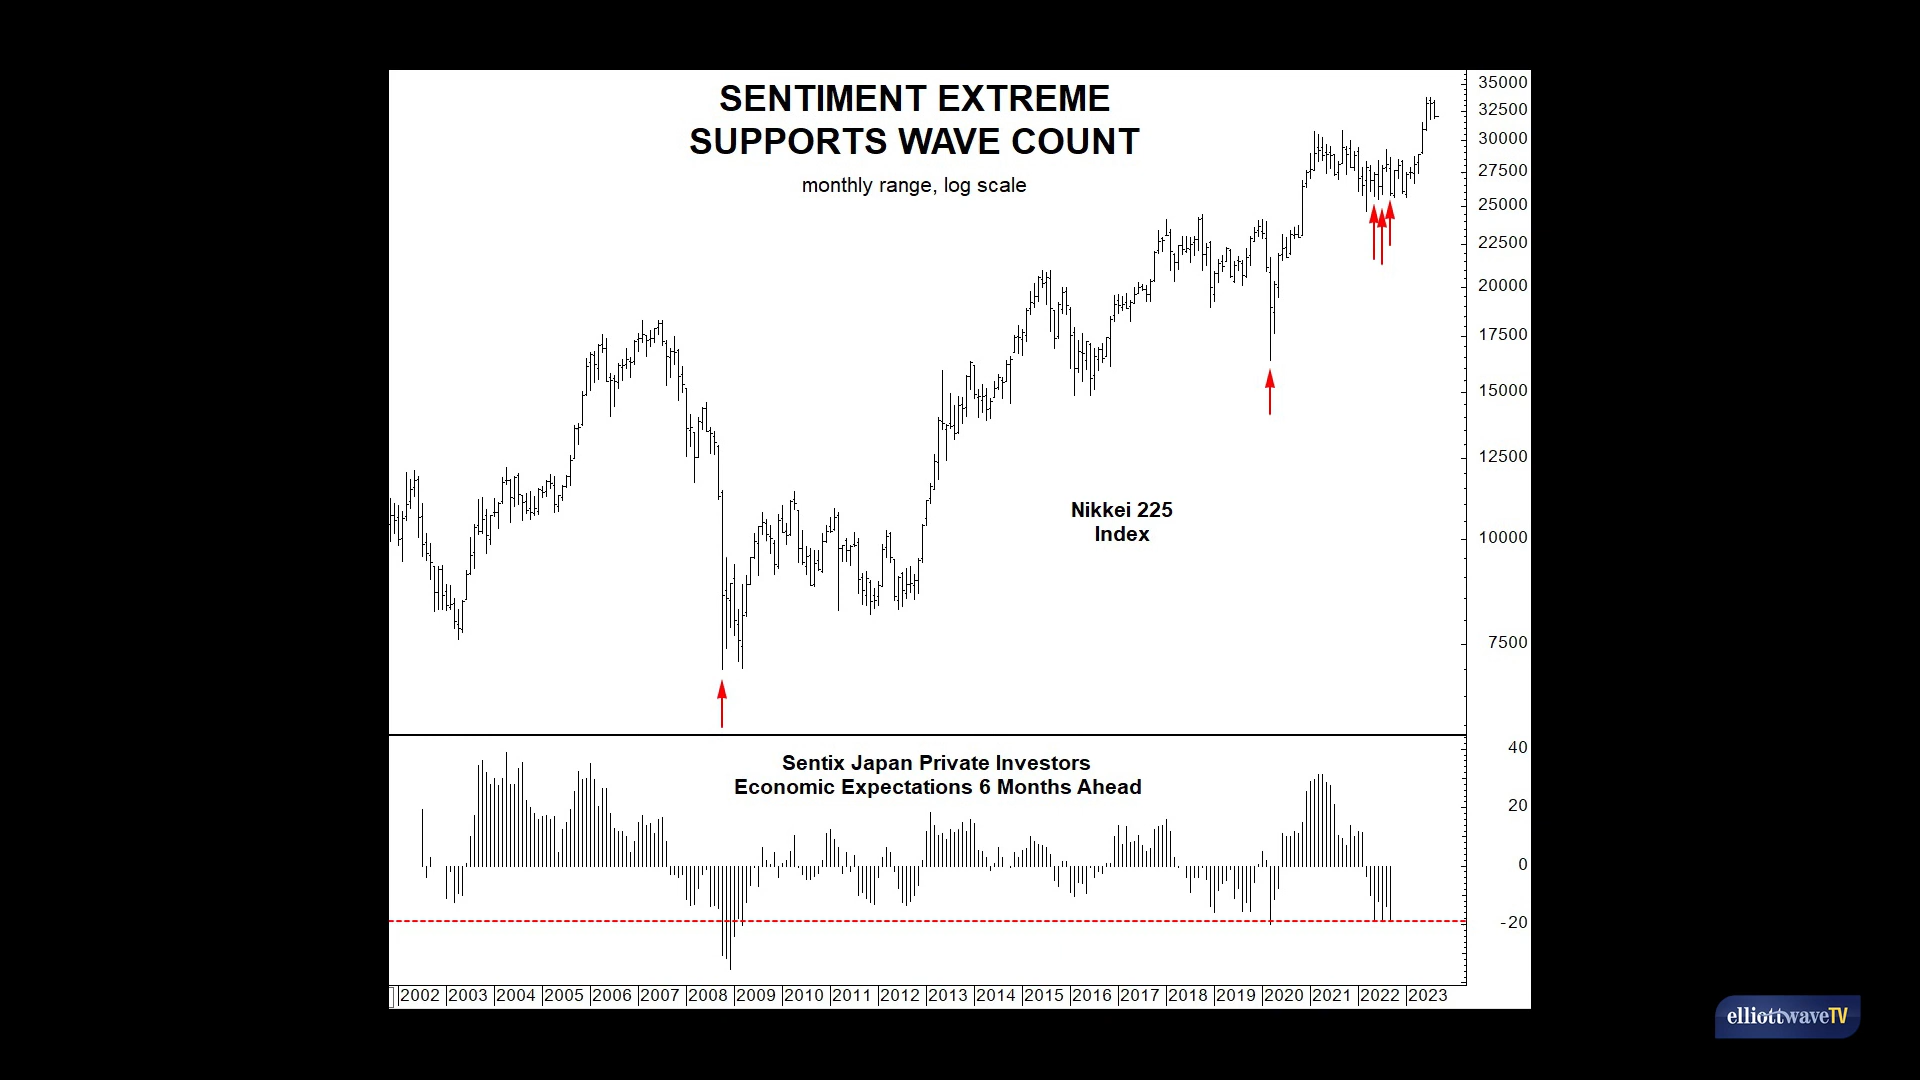 SENTIMENT EXTREME
SUPPORTS WAVE COUNT
monthly range, log scale
35000
32500
30000
27500
25000
22500
20000
17500
15000
12500
10000
7500
Nikkei 225
Index
Sentix Japan Private Investors
Economic Expectations 6 Months Ahead
40
20
0
-20
2002 2003 2004 2005 2006 2007 2008 2009 2010 2011 2012 2013 2014 2015 2016 2017 2018 2019 2020 2021 2022 2023
elliottwaveTV